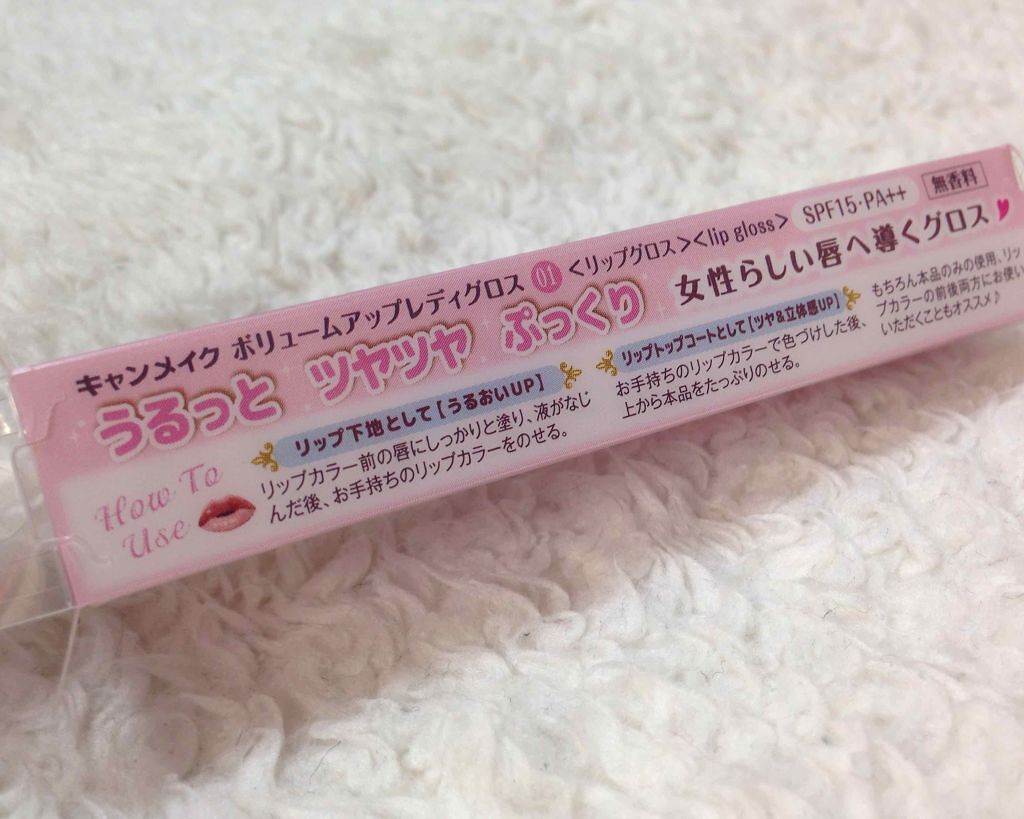 キャンメイク ボリュームアップレディグロス 01 <リップグロス><lip gloss> SPF15・PA++ 無香料
うるっと ツヤツヤ ぷっくり 女性らしい唇へ導くグロス
How To
Use
リップ下地として【うるおいUP】
リップカラー前の唇にしっかりと塗り、液がなじ
んだ後、お手持ちのリップカラーをのせる。
リップトップコートとして【ツヤ&立体感UP】
お手持ちのリップカラーで色づけした後、
上から本品をたっぷりのせる。
もちろん本品のみの使用、リッ
プカラーの前後両方にお使い
いただくこともオススメ♪